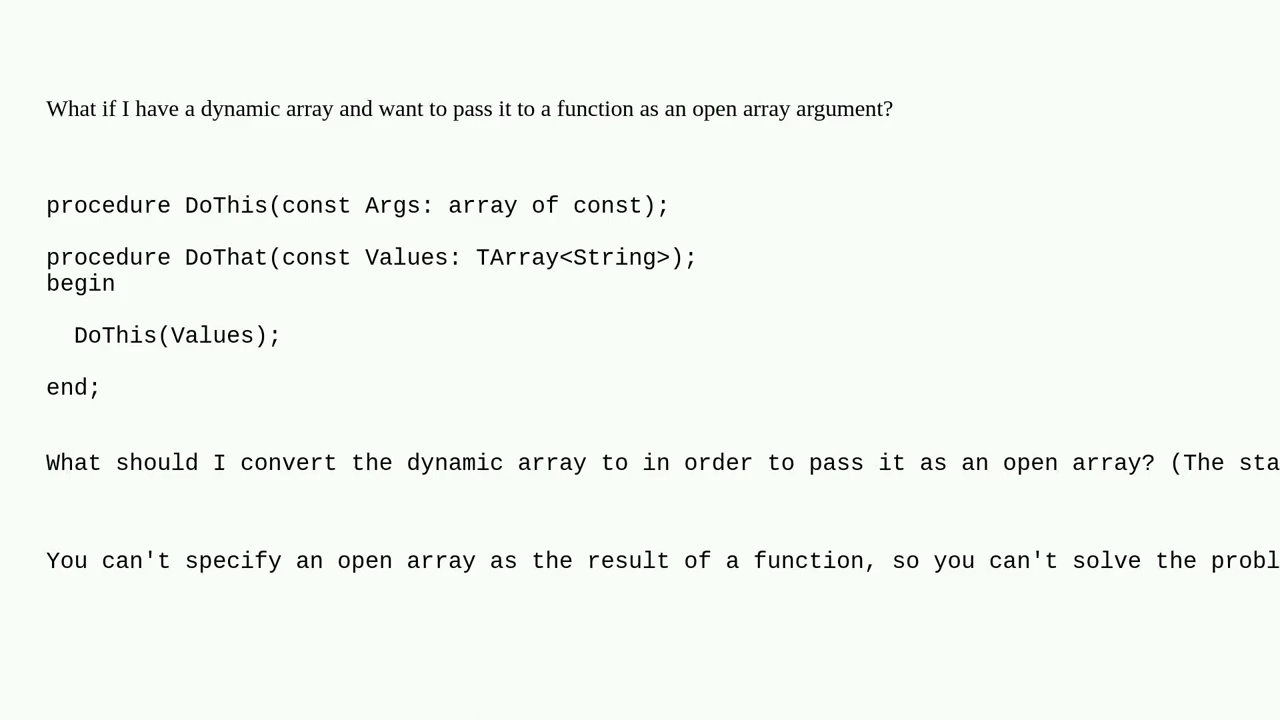 What if I have a dynamic array and want to pass it to a function as an open array argument?
procedure DoThis(const Args: array of const);
procedure DoThat(const Values: TArray<String>);
begin
DoThis(Values);
end;
What should I convert the dynamic array to in order to pass it as an open array? (The
You can't specify an open array as the result of a function, so you can't solve the